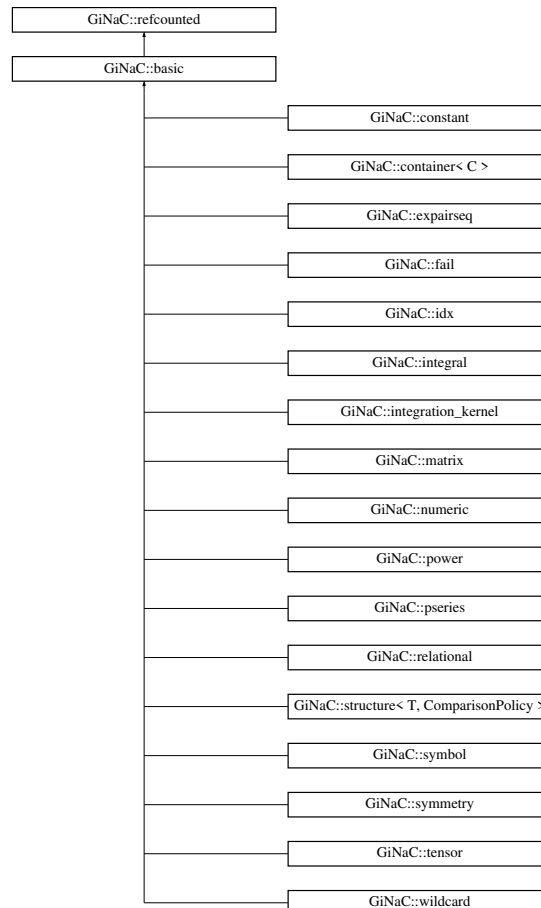 GiNaC::refcounted
GiNaC::basic
GiNaC::constant
GiNaC::container< C >
GiNaC::expairseq
GiNaC::fail
GiNaC::idx
GiNaC::integral
GiNaC::integration_kernel
GiNaC::matrix
GiNaC::numeric
GiNaC::power
GiNaC::pseries
GiNaC::relational
GiNaC::structure< T, ComparisonPolicy >
GiNaC::symbol
GiNaC::symmetry
GiNaC::tensor
GiNaC::wildcard